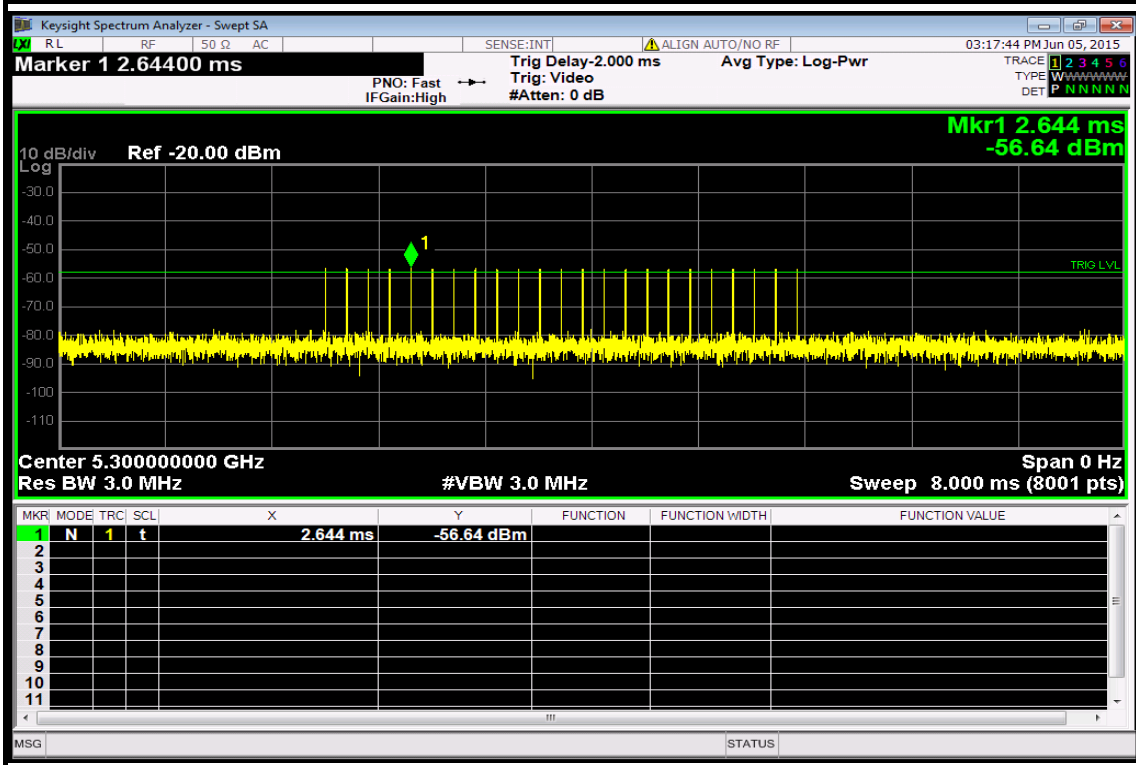 Keysight Spectrum Analyzer - Swept SA
LXI RL RF 50 Ω AC SENSE:INT ALIGN AUTO/NO RF 03:17:44 PM Jun 05, 2015
Marker 1 2.64400 ms Trig Delay-2.000 ms Avg Type: Log-Pwr TRACE 1 2 3 4 5 6
PNO: Fast Trig: Video TYPE WWWWWW
IFGain:High #Atten: 0 dB DET P N N N N N
Mkr1 2.644 ms
10 dB/div Ref -20.00 dBm -56.64 dBm
Log
-30.0
-40.0
-50.0 1
-60.0 TRIG LVL
-70.0
-80.0
-90.0
-100
-110
Center 5.300000000 GHz Span 0 Hz
Res BW 3.0 MHz #VBW 3.0 MHz Sweep 8.000 ms (8001 pts)
MKR MODE TRC SCL X Y FUNCTION FUNCTION WIDTH FUNCTION VALUE
1 N 1 t 2.644 ms -56.64 dBm
2
3
4
5
6
7
8
9
10
11
MSG STATUS